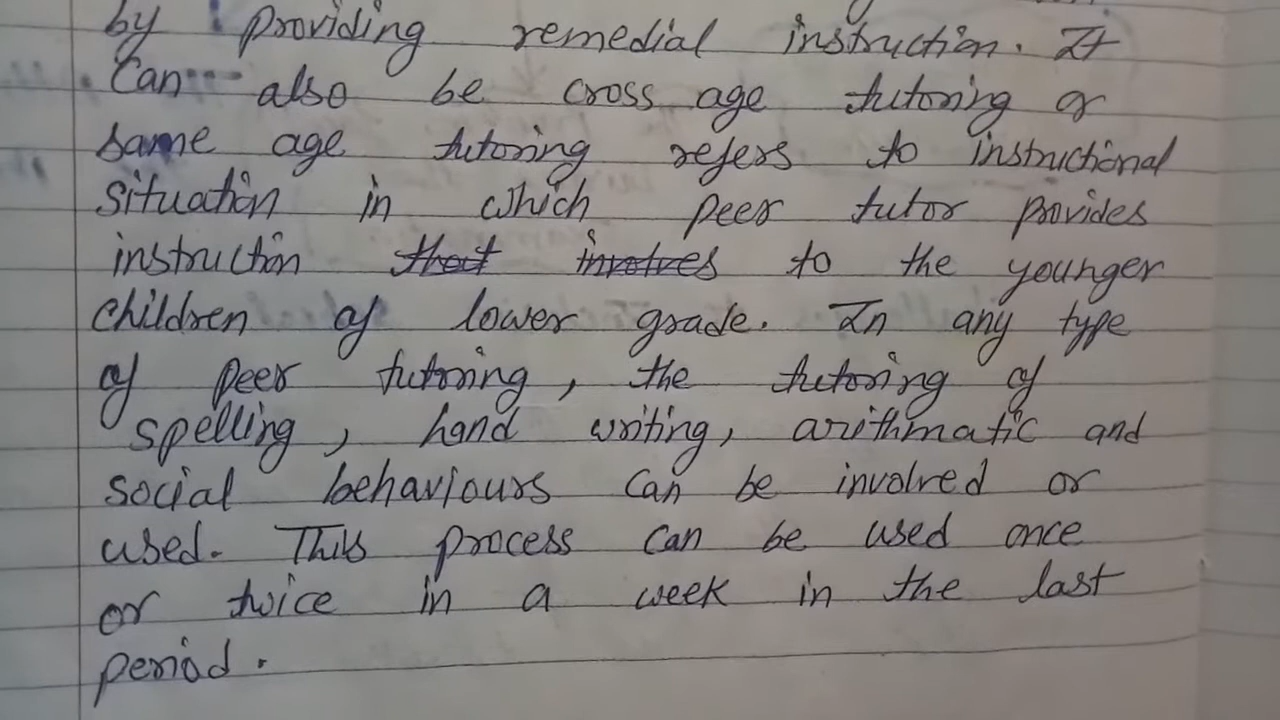 by providing remedial instruction. It
Can also be cross age tutoring or
same age tutoring refers to instructional
situation in which peer tutor provides
instruction that involves to the younger
children of lower grade. In any type
of peer tutoring, the tutoring of
spelling, hand writing, arithmatic and
social behaviours can be involved or
used. This process can be used once
or twice in a week in the last
period.